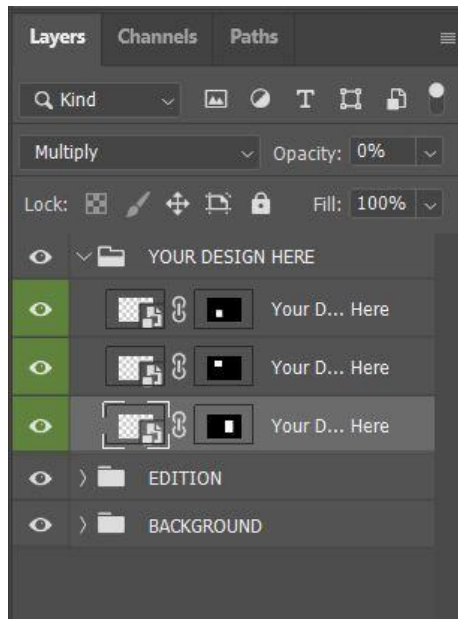 Layers Channels Paths
Kind T
Multiply Opacity: 0%
Lock: Fill: 100%
YOUR DESIGN HERE
Your D... Here
Your D... Here
Your D... Here
EDITION
BACKGROUND